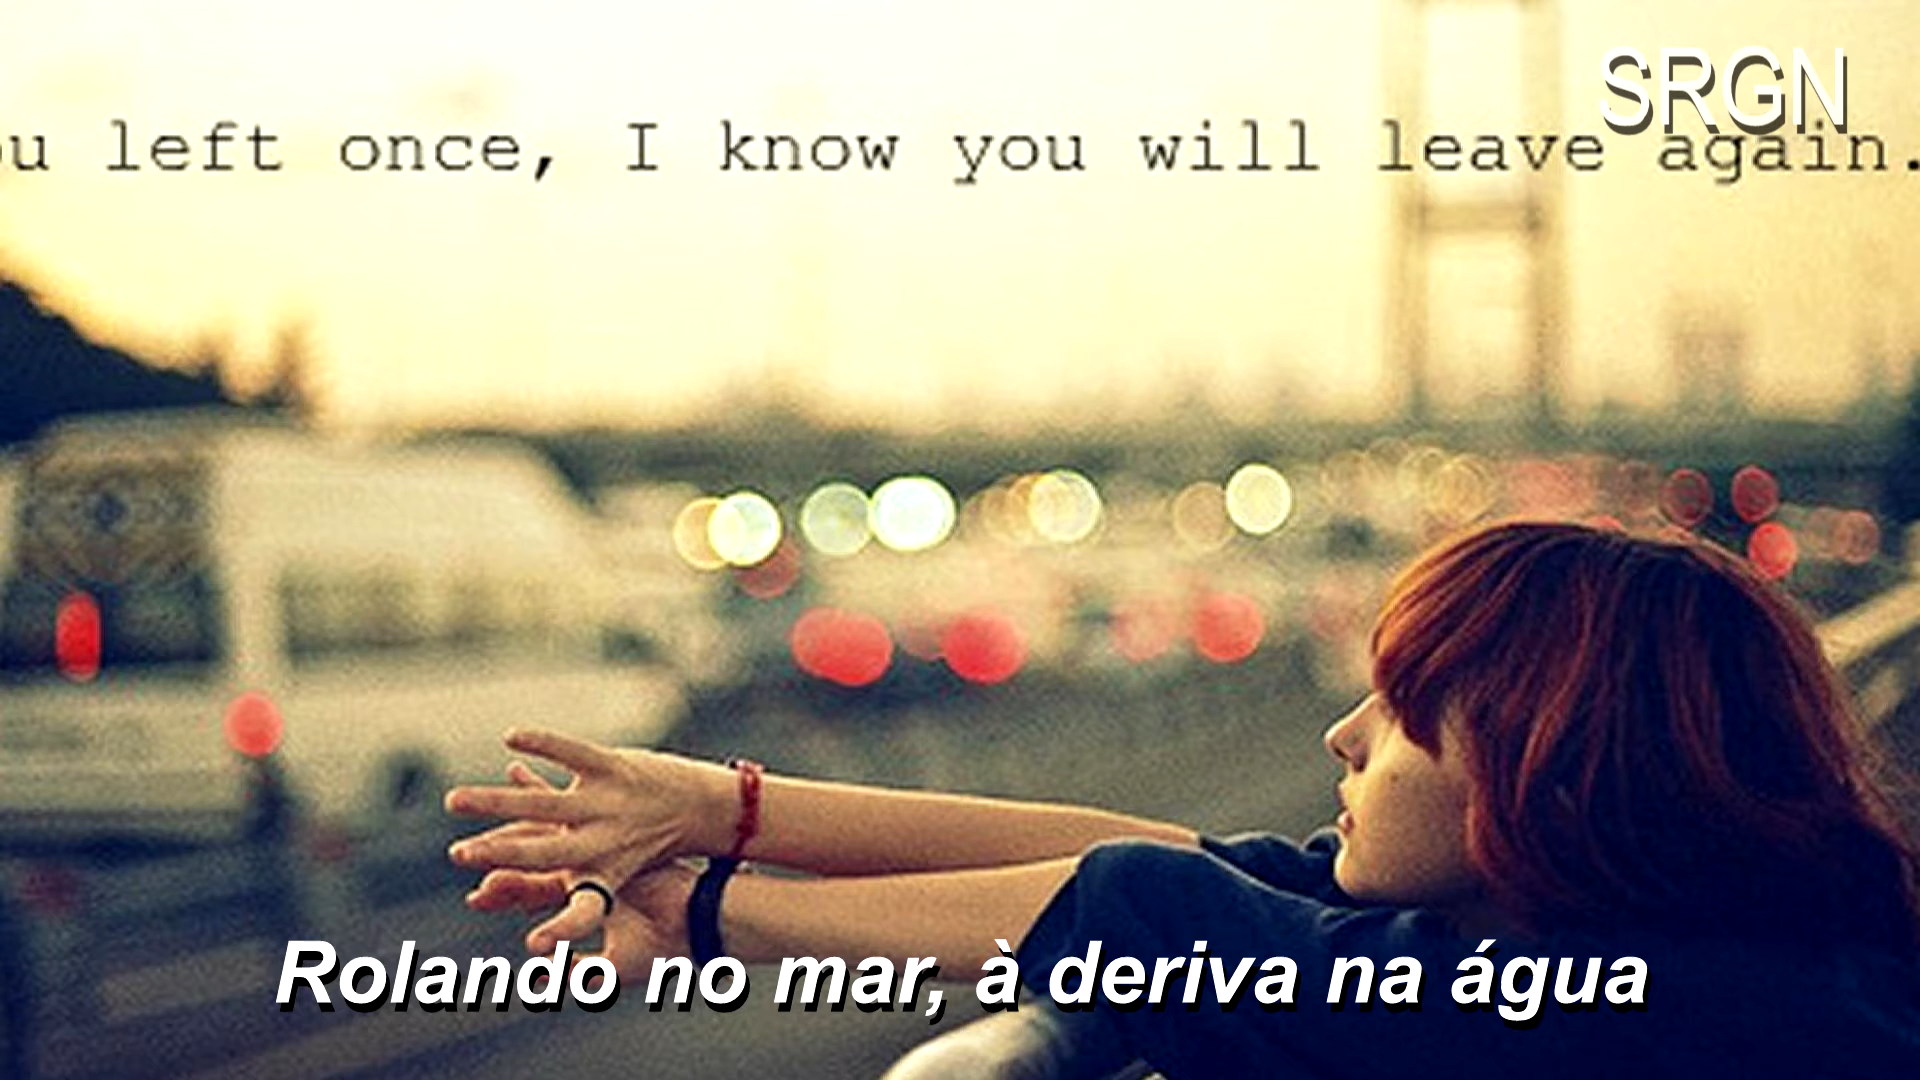 SRGN
left once, I know you will leave again.
Rolando no mar, à deriva na água